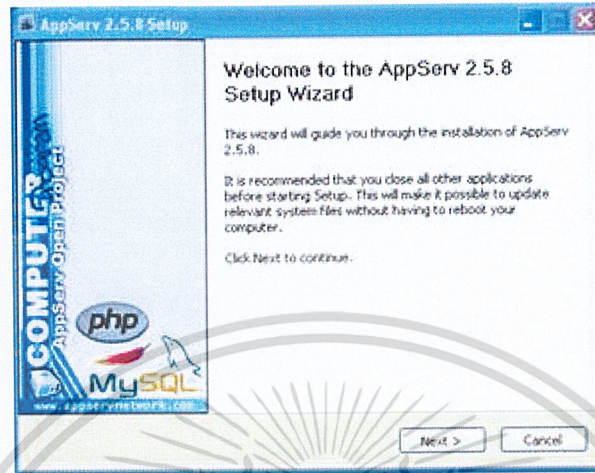 AppServ 2.5.8 Setup
Welcome to the AppServ 2.5.8
Setup Wizard
This wizard will guide you through the installation of AppServ
2.5.8.
It is recommended that you close all other applications
before starting Setup. This will make it possible to update
relevant system files without having to reboot your
computer.
Click Next to continue.
COMPUTER
AppServ Open Project
php
MySQL
www.appservnetwork.com
Next >
Cancel